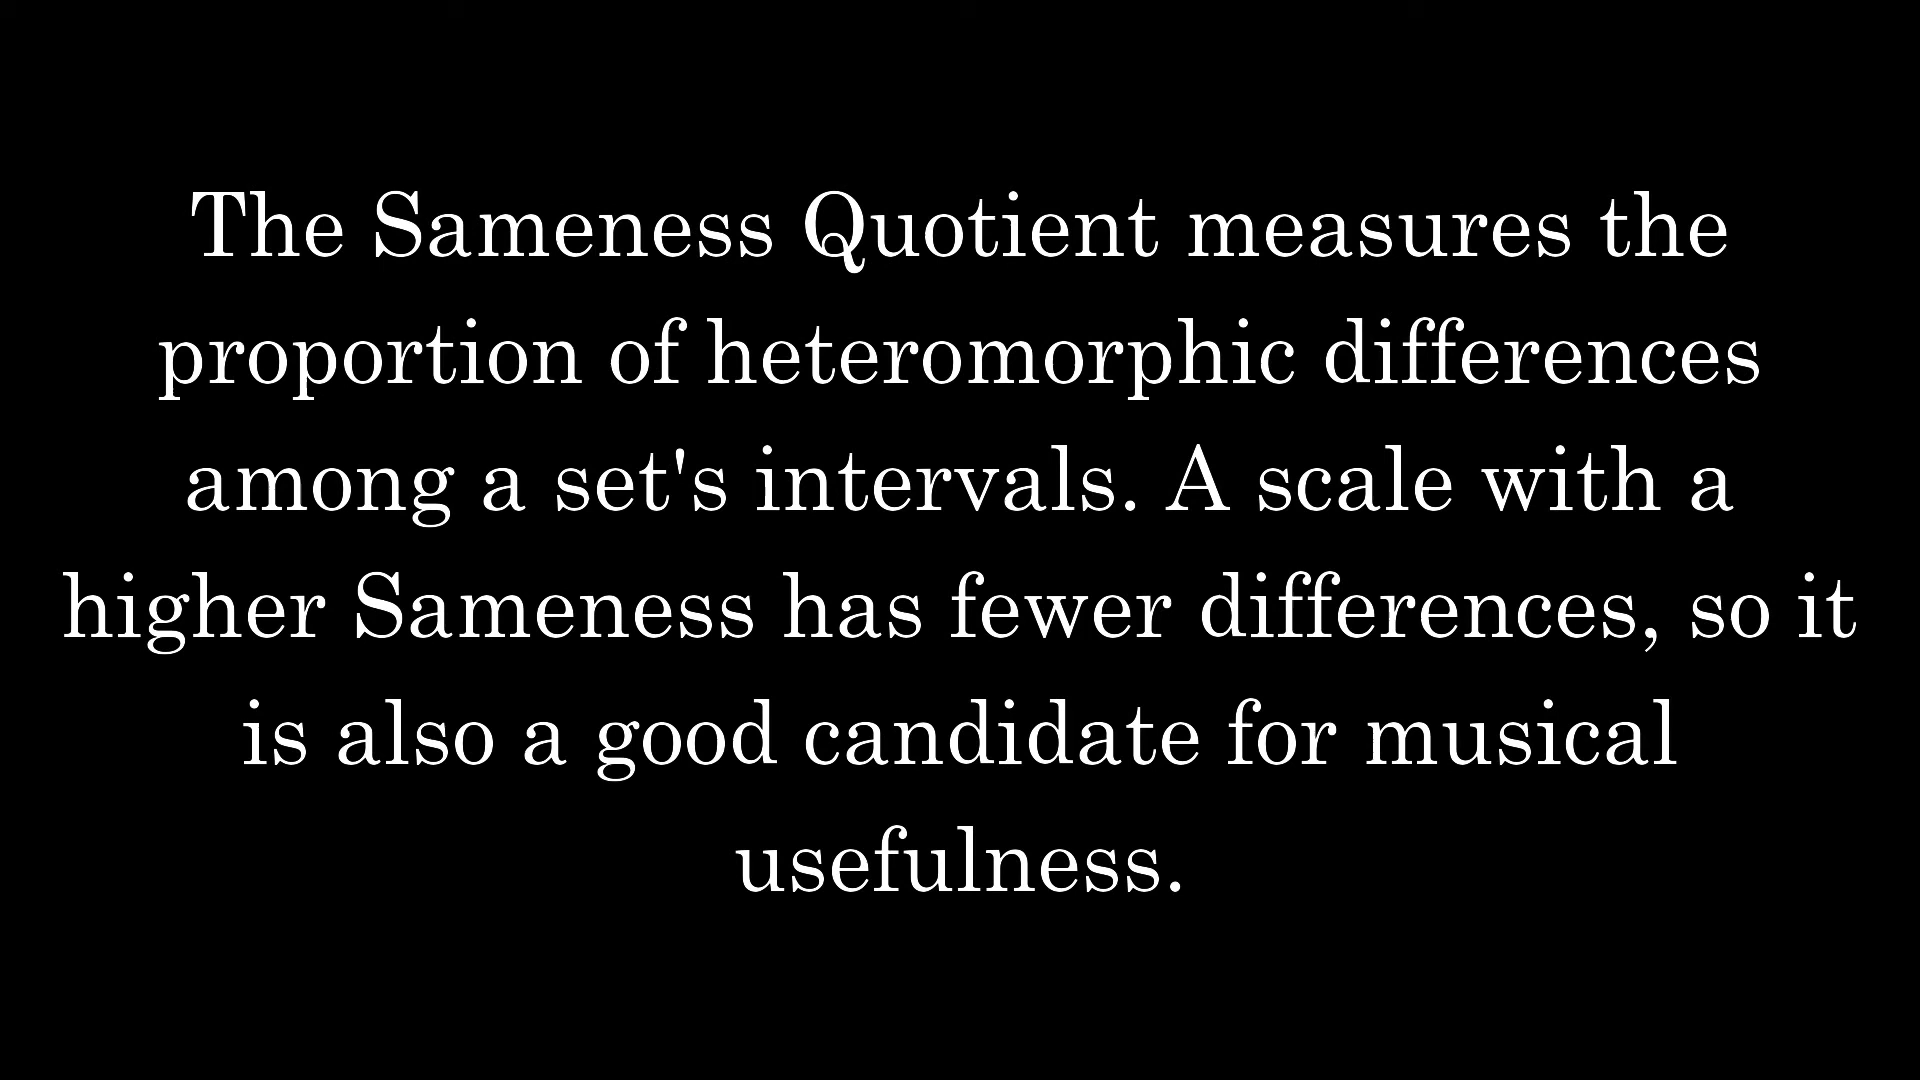 The Sameness Quotient measures the
proportion of heteromorphic differences
among a set's intervals. A scale with a
higher Sameness has fewer differences, so it
is also a good candidate for musical
usefulness.